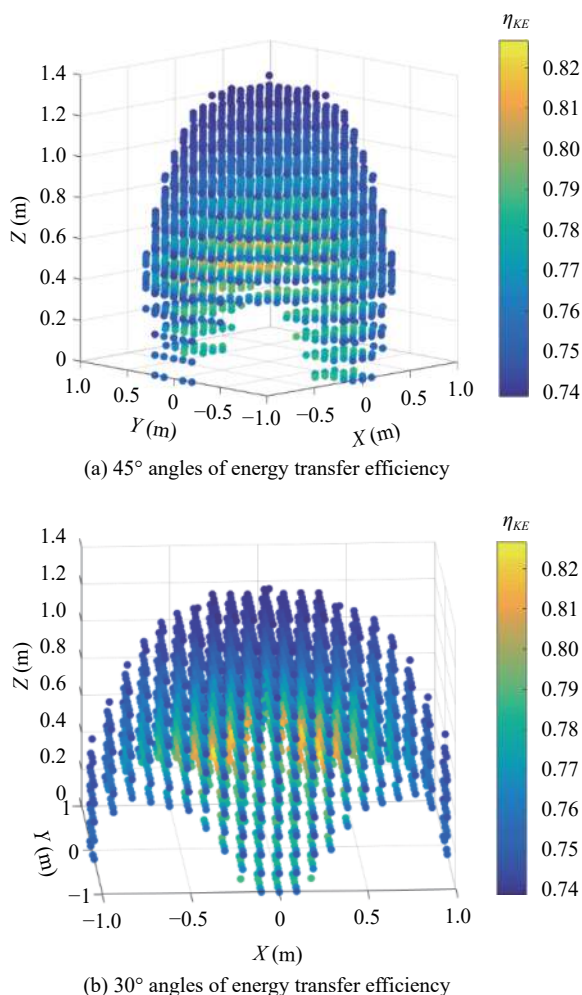 η_KE
1.4
1.2
1.0
0.8
0.6
0.4
0.2
0
Z (m)
1.0 0.5 0 −0.5 −1.0
Y (m)
−0.5 0 0.5 1.0
X (m)
0.82
0.81
0.80
0.79
0.78
0.77
0.76
0.75
0.74
(a) 45° angles of energy transfer efficiency
η_KE
1.4
1.2
1.0
0.8
0.6
0.4
0.2
0
Z (m)
1
0
−1
Y (m)
−1.0 −0.5 0 0.5 1.0
X (m)
0.82
0.81
0.80
0.79
0.78
0.77
0.76
0.75
0.74
(b) 30° angles of energy transfer efficiency